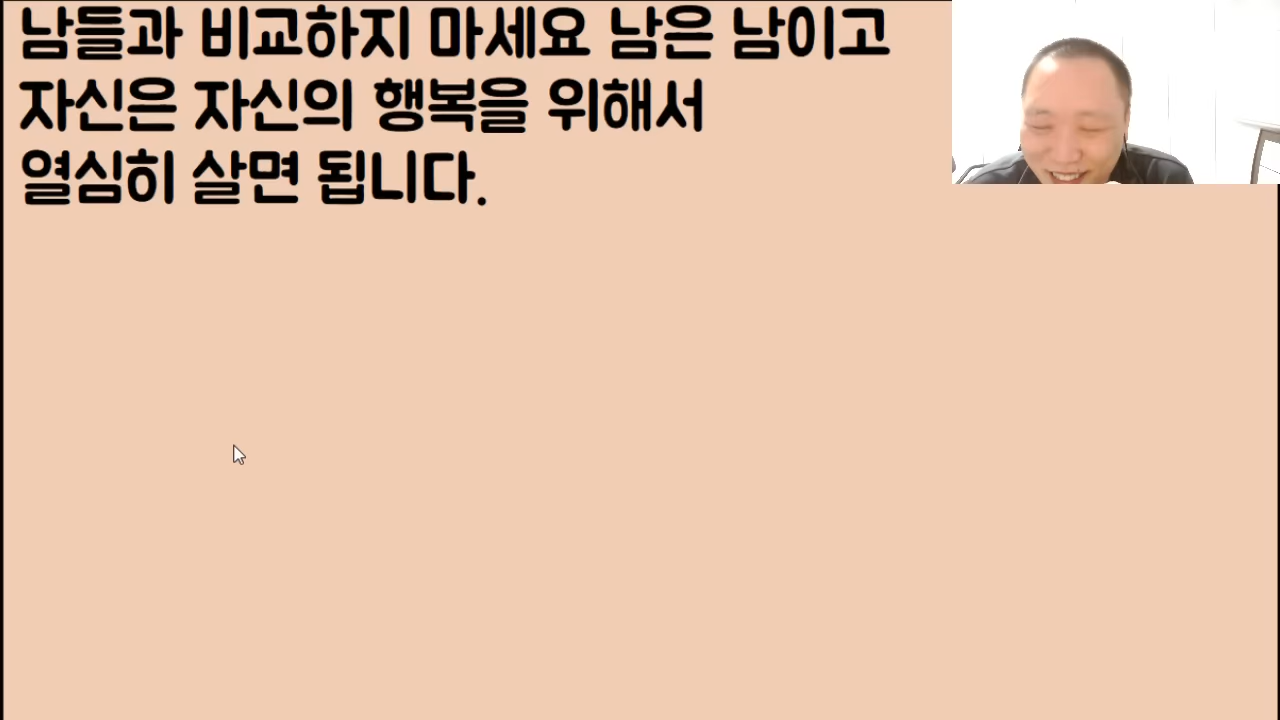 남들과 비교하지 마세요 남은 남이고
자신은 자신의 행복을 위해서
열심히 살면 됩니다.